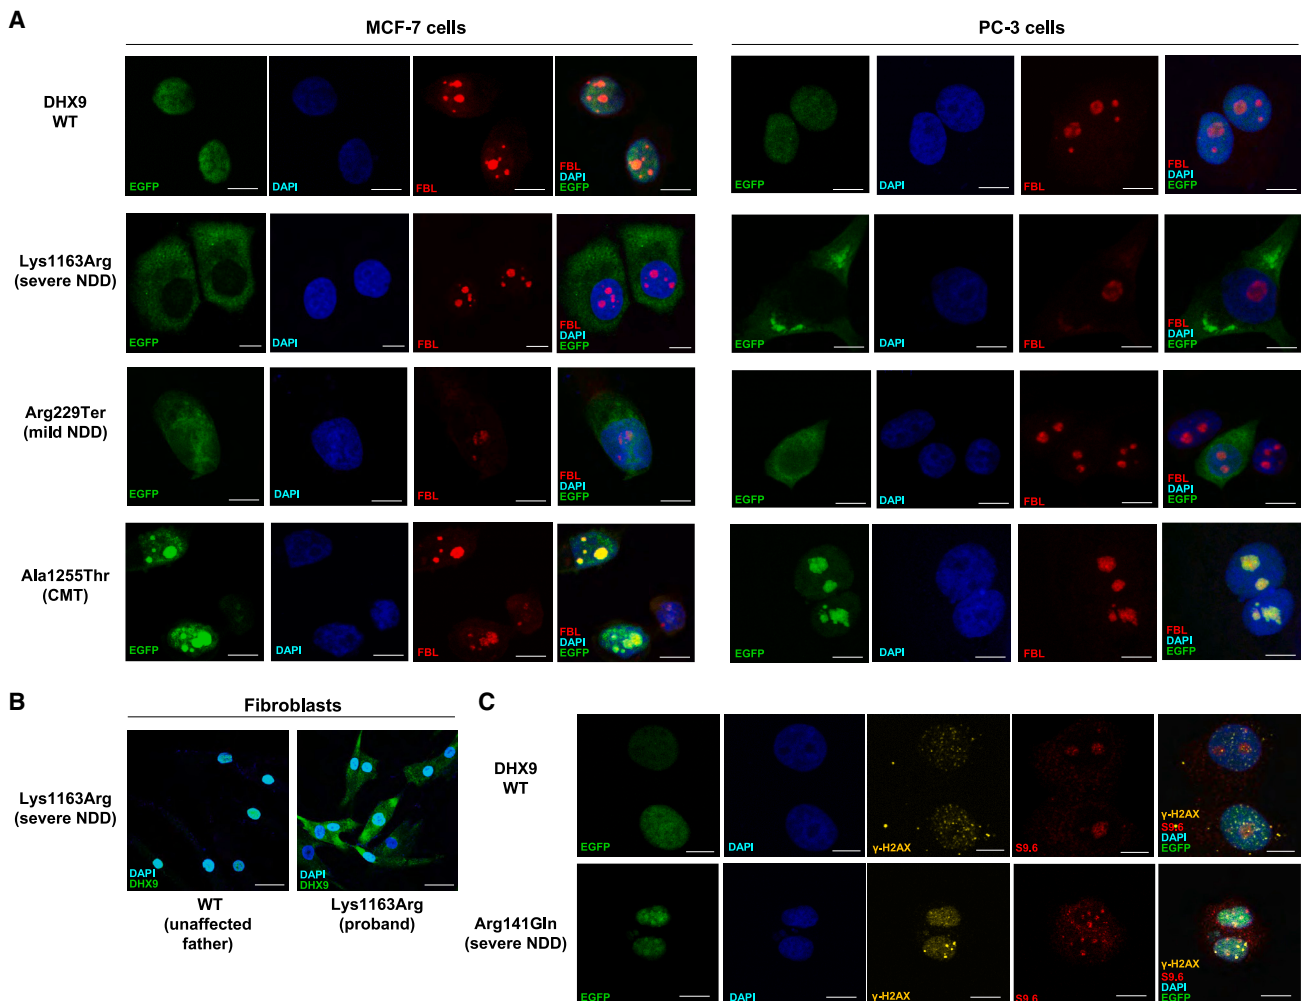 A
MCF-7 cells
PC-3 cells
DHX9
WT
EGFP
DAPI
FBL
FBL
DAPI
EGFP
EGFP
DAPI
FBL
FBL
DAPI
EGFP
Lys1163Arg
(severe NDD)
EGFP
DAPI
FBL
FBL
DAPI
EGFP
EGFP
DAPI
FBL
FBL
DAPI
EGFP
Arg229Ter
(mild NDD)
EGFP
DAPI
FBL
FBL
DAPI
EGFP
EGFP
DAPI
FBL
FBL
DAPI
EGFP
Ala1255Thr
(CMT)
EGFP
DAPI
FBL
FBL
DAPI
EGFP
EGFP
DAPI
FBL
FBL
DAPI
EGFP
B
Fibroblasts
Lys1163Arg
(severe NDD)
DAPI
DHX9
DAPI
DHX9
WT
(unaffected
father)
Lys1163Arg
(proband)
C
DHX9
WT
EGFP
DAPI
γ-H2AX
S9.6
γ-H2AX
S9.6
DAPI
EGFP
Arg141Gln
(severe NDD)
EGFP
DAPI
γ-H2AX
S9.6
γ-H2AX
S9.6
DAPI
EGFP